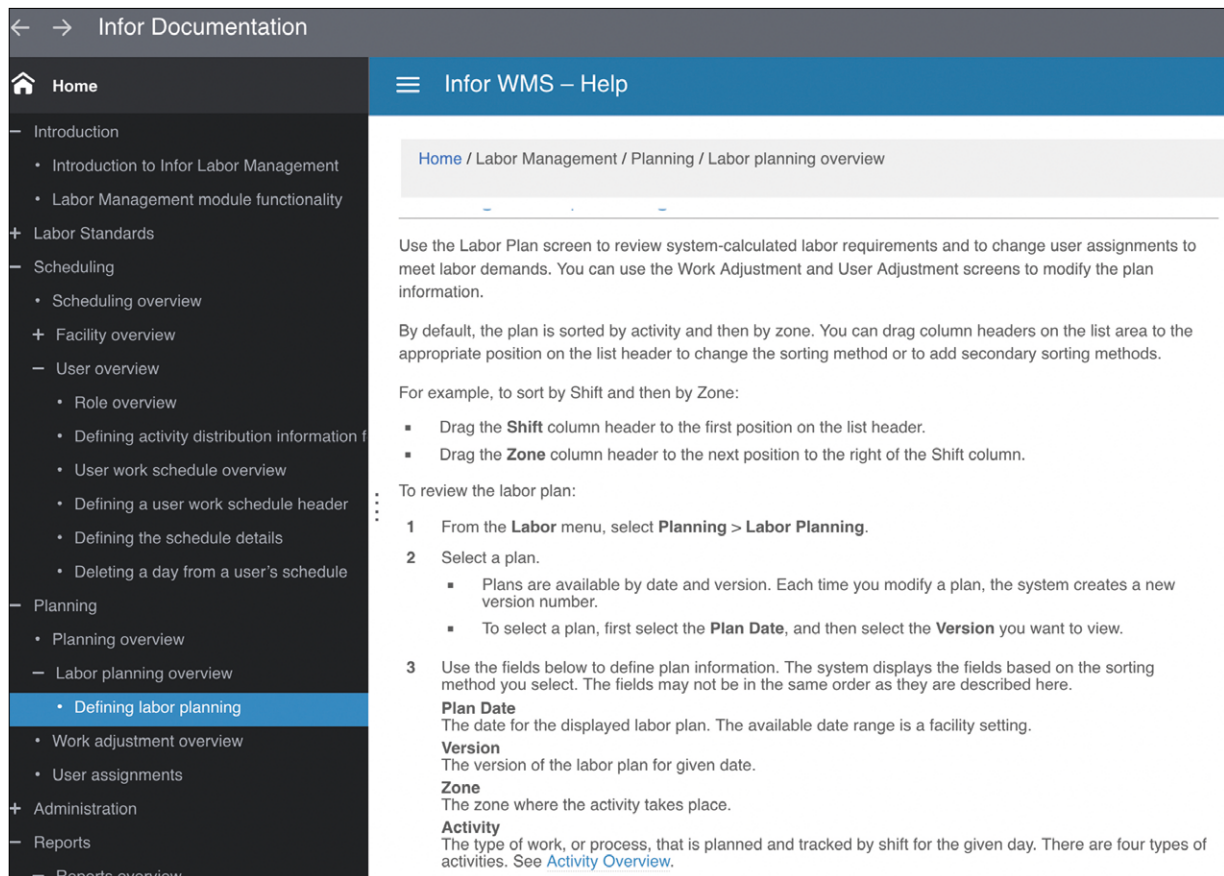 Infor Documentation
Home
Introduction
Introduction to Infor Labor Management
Labor Management module functionality
Labor Standards
Scheduling
Scheduling overview
Facility overview
User overview
Role overview
Defining activity distribution information f
User work schedule overview
Defining a user work schedule header
Defining the schedule details
Deleting a day from a user's schedule
Planning
Planning overview
Labor planning overview
Defining labor planning
Work adjustment overview
User assignments
Administration
Reports
Reports overview
Infor WMS – Help
Home / Labor Management / Planning / Labor planning overview
Use the Labor Plan screen to review system-calculated labor requirements and to change user assignments to
meet labor demands. You can use the Work Adjustment and User Adjustment screens to modify the plan
information.
By default, the plan is sorted by activity and then by zone. You can drag column headers on the list area to the
appropriate position on the list header to change the sorting method or to add secondary sorting methods.
For example, to sort by Shift and then by Zone:
▪ Drag the Shift column header to the first position on the list header.
▪ Drag the Zone column header to the next position to the right of the Shift column.
To review the labor plan:
1 From the Labor menu, select Planning > Labor Planning.
2 Select a plan.
▪ Plans are available by date and version. Each time you modify a plan, the system creates a new
version number.
▪ To select a plan, first select the Plan Date, and then select the Version you want to view.
3 Use the fields below to define plan information. The system displays the fields based on the sorting
method you select. The fields may not be in the same order as they are described here.
Plan Date
The date for the displayed labor plan. The available date range is a facility setting.
Version
The version of the labor plan for given date.
Zone
The zone where the activity takes place.
Activity
The type of work, or process, that is planned and tracked by shift for the given day. There are four types of
activities. See Activity Overview.